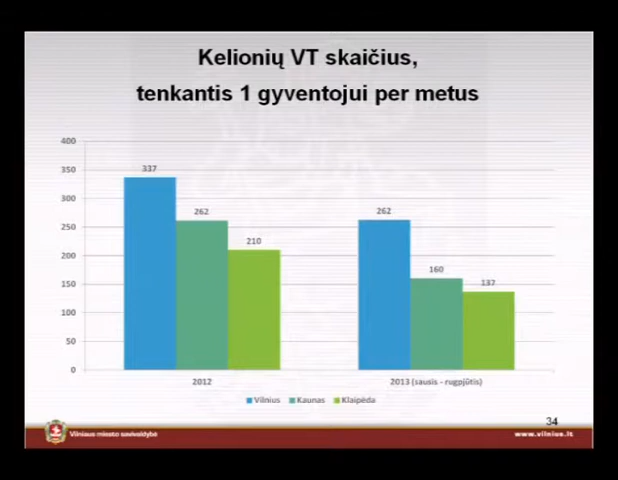 Kelionių VT skaičius,
tenkantis 1 gyventojui per metus
400
350
300
250
200
150
100
50
0
337
262
210
262
160
137
2012
2013 (sausis - rugpjūtis)
Vilnius
Kaunas
Klaipėda
34
Vilniaus miesto savivaldybė
www.vilnius.lt